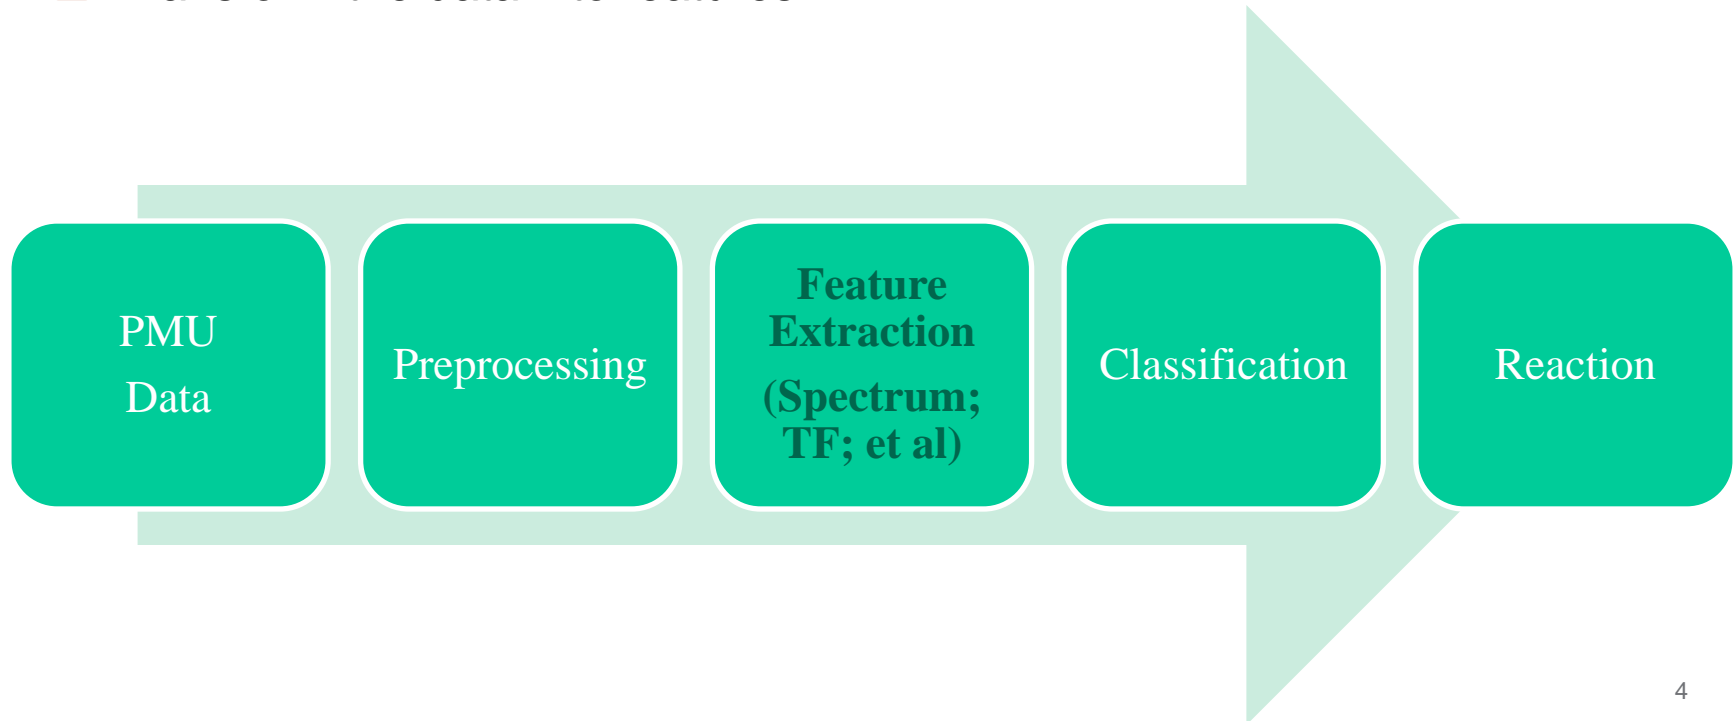 PMU
Data
Preprocessing
Feature
Extraction
(Spectrum;
TF; et al)
Classification
Reaction
4